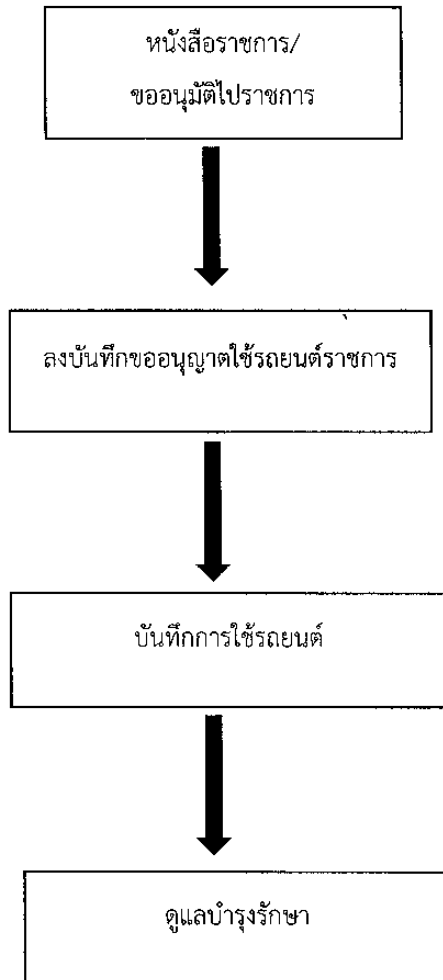 หนังสือราชการ/
ขออนุมัติไปราชการ
ลงบันทึกขออนุญาตใช้รถยนต์ราชการ
บันทึกการใช้รถยนต์
ดูแลบำรุงรักษา